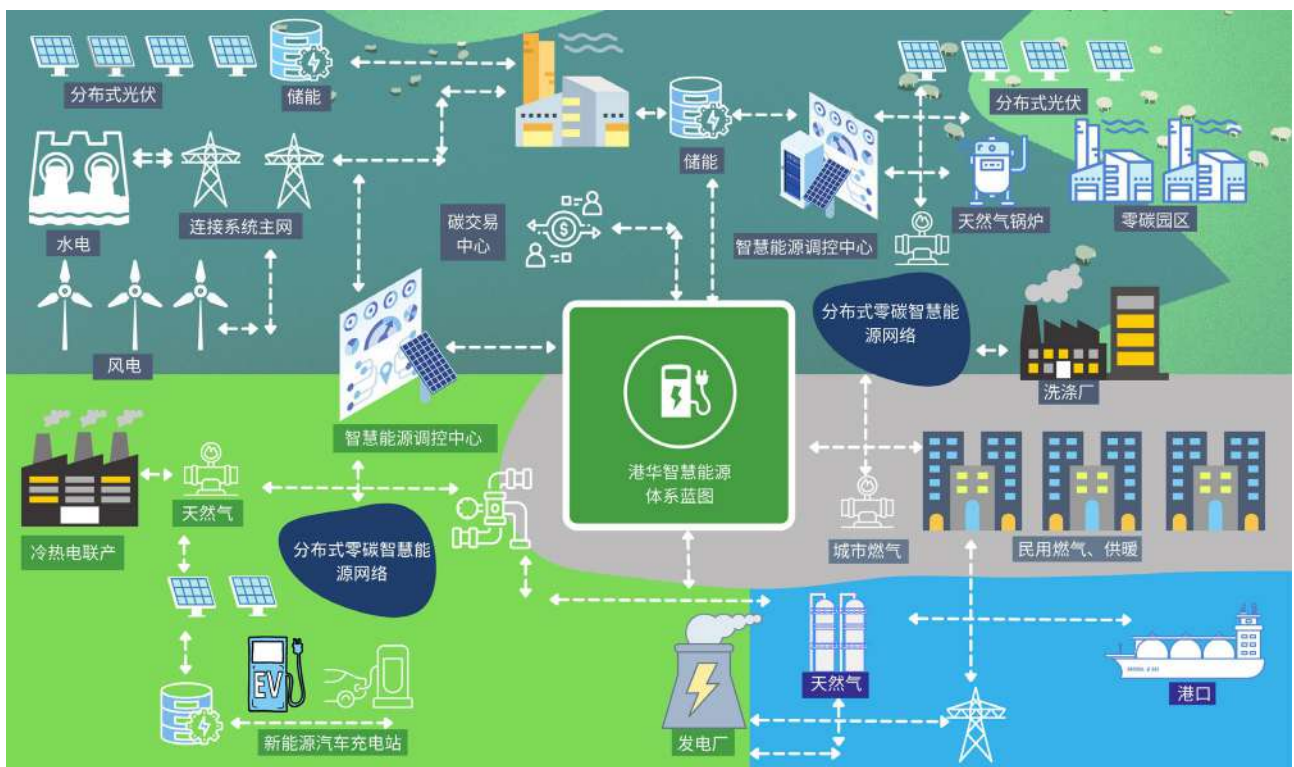 分布式光伏
储能
分布式光伏
储能
水电
连接系统主网
碳交易
中心
智慧能源调控中心
天然气锅炉
零碳园区
风电
分布式零碳智慧能
源网络
洗涤厂
智慧能源调控中心
港华智慧能源
体系蓝图
天然气
冷热电联产
分布式零碳智慧能
源网络
城市燃气
民用燃气、供暖
EV
天然气
港口
新能源汽车充电站
发电厂